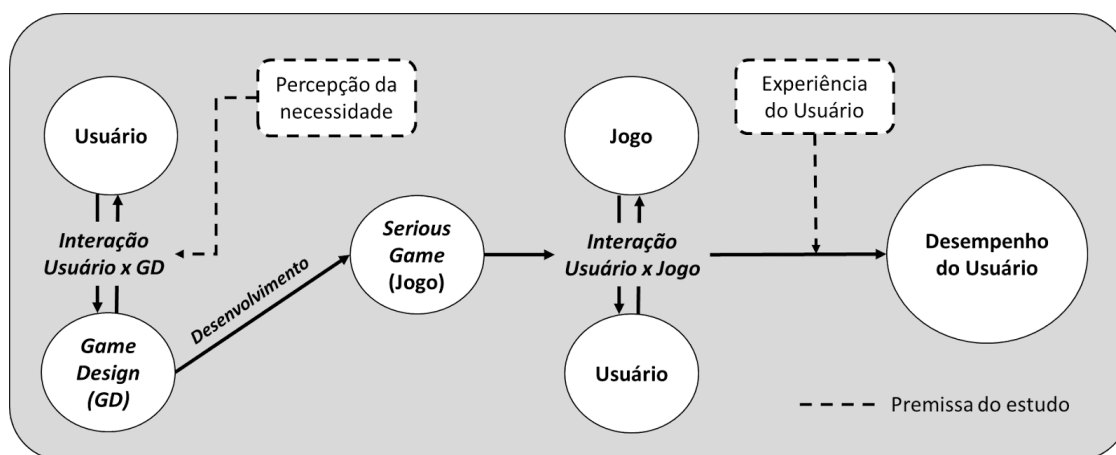 Usuário
Percepção da
necessidade
Interação
Usuário x GD
Game
Design
(GD)
Desenvolvimento
Serious
Game
(Jogo)
Jogo
Interação
Usuário x Jogo
Usuário
Experiência
do Usuário
Desempenho
do Usuário
Premissa do estudo